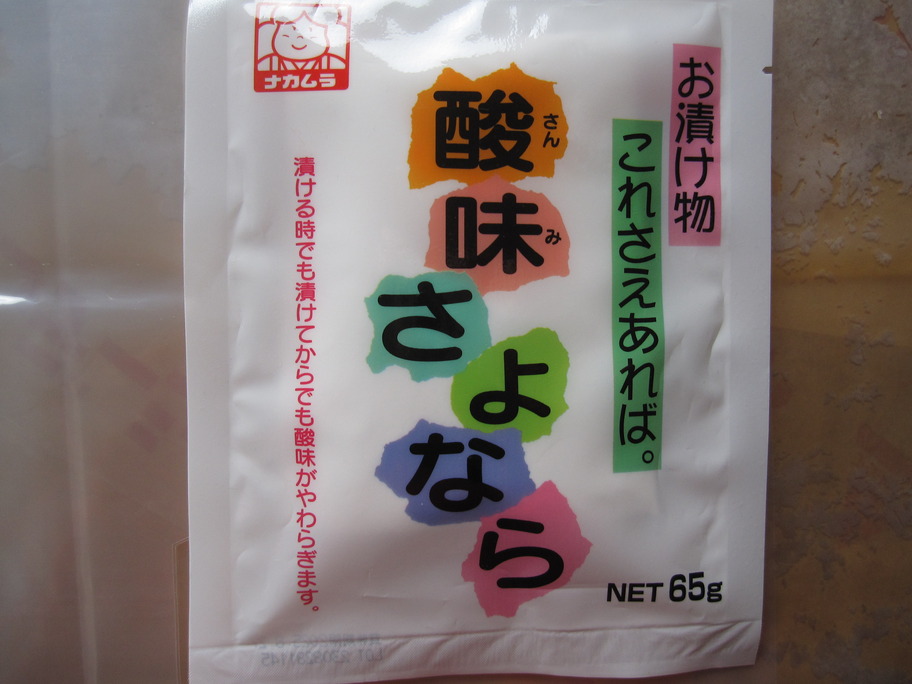 お漬け物
これさえあれば。
酸味さよなら
さん
み
漬ける時でも漬けてからでも酸味がやわらぎます。
ナカムラ
NET 65g